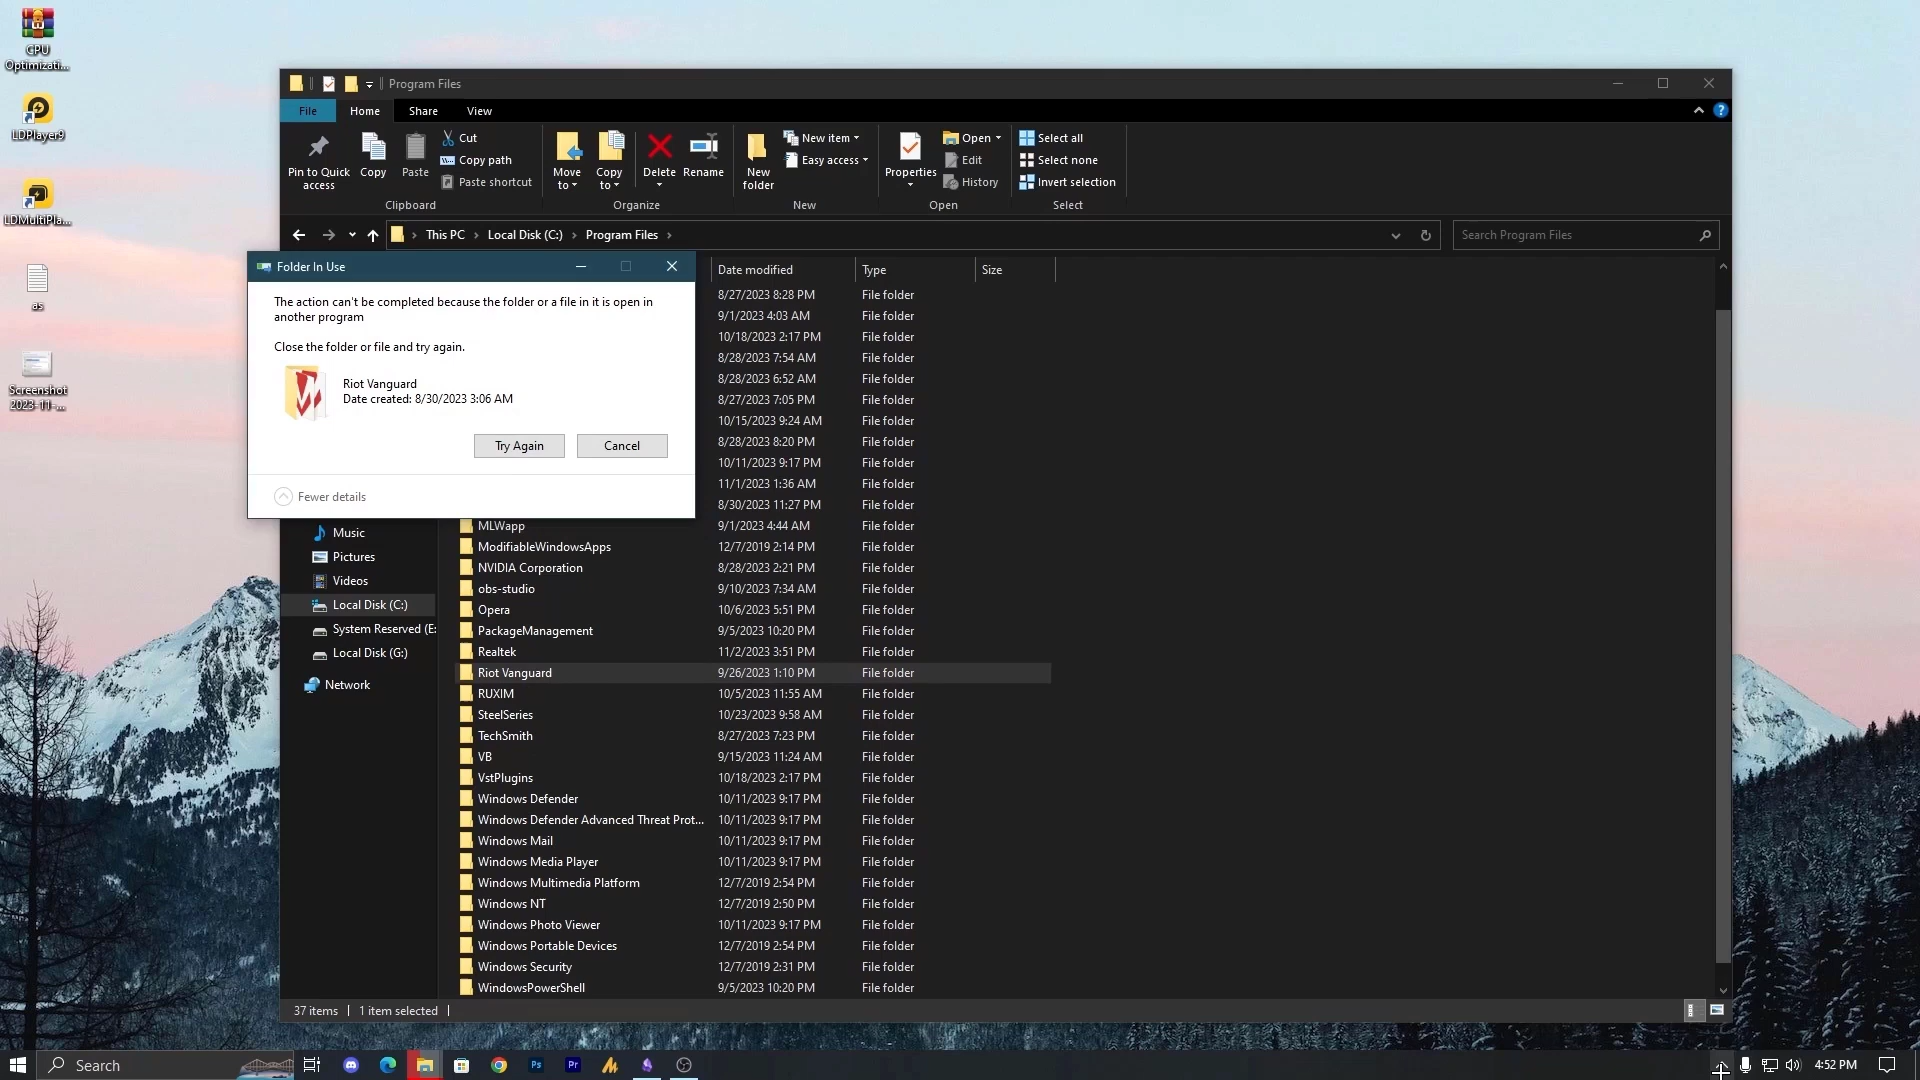 CPU
Optimizati...
LDPlayer9
LDMultiPla...
as
Screenshot
2023-11-...
Program Files
File
Home
Share
View
?
Pin to Quick
access
Copy
Paste
Cut
Copy path
Paste shortcut
Clipboard
Move
to
Copy
to
Delete
Rename
Organize
New
folder
New item
Easy access
New
Properties
Open
Edit
History
Open
Select all
Select none
Invert selection
Select
This PC
Local Disk (C:)
Program Files
Search Program Files
Folder In Use
The action can't be completed because the folder or a file in it is open in
another program
Close the folder or file and try again.
Riot Vanguard
Date created: 8/30/2023 3:06 AM
Try Again
Cancel
Fewer details
Date modified Type Size
8/27/2023 8:28 PM File folder
9/1/2023 4:03 AM File folder
10/18/2023 2:17 PM File folder
8/28/2023 7:54 AM File folder
8/28/2023 6:52 AM File folder
8/27/2023 7:05 PM File folder
10/15/2023 9:24 AM File folder
8/28/2023 8:20 PM File folder
10/11/2023 9:17 PM File folder
11/1/2023 1:36 AM File folder
8/30/2023 11:27 PM File folder
MLWapp 9/1/2023 4:44 AM File folder
ModifiableWindowsApps 12/7/2019 2:14 PM File folder
NVIDIA Corporation 8/28/2023 2:21 PM File folder
obs-studio 9/10/2023 7:34 AM File folder
Opera 10/6/2023 5:51 PM File folder
PackageManagement 9/5/2023 10:20 PM File folder
Realtek 11/2/2023 3:51 PM File folder
Riot Vanguard 9/26/2023 1:10 PM File folder
RUXIM 10/5/2023 11:55 AM File folder
SteelSeries 10/23/2023 9:58 AM File folder
TechSmith 8/27/2023 7:23 PM File folder
VB 9/15/2023 11:24 AM File folder
VstPlugins 10/18/2023 2:17 PM File folder
Windows Defender 10/11/2023 9:17 PM File folder
Windows Defender Advanced Threat Prot... 10/11/2023 9:17 PM File folder
Windows Mail 10/11/2023 9:17 PM File folder
Windows Media Player 10/11/2023 9:17 PM File folder
Windows Multimedia Platform 12/7/2019 2:54 PM File folder
Windows NT 12/7/2019 2:50 PM File folder
Windows Photo Viewer 10/11/2023 9:17 PM File folder
Windows Portable Devices 12/7/2019 2:54 PM File folder
Windows Security 12/7/2019 2:31 PM File folder
WindowsPowerShell 9/5/2023 10:20 PM File folder
Music
Pictures
Videos
Local Disk (C:)
System Reserved (E:
Local Disk (G:)
Network
37 items
1 item selected
Search
Ps
Pr
4:52 PM